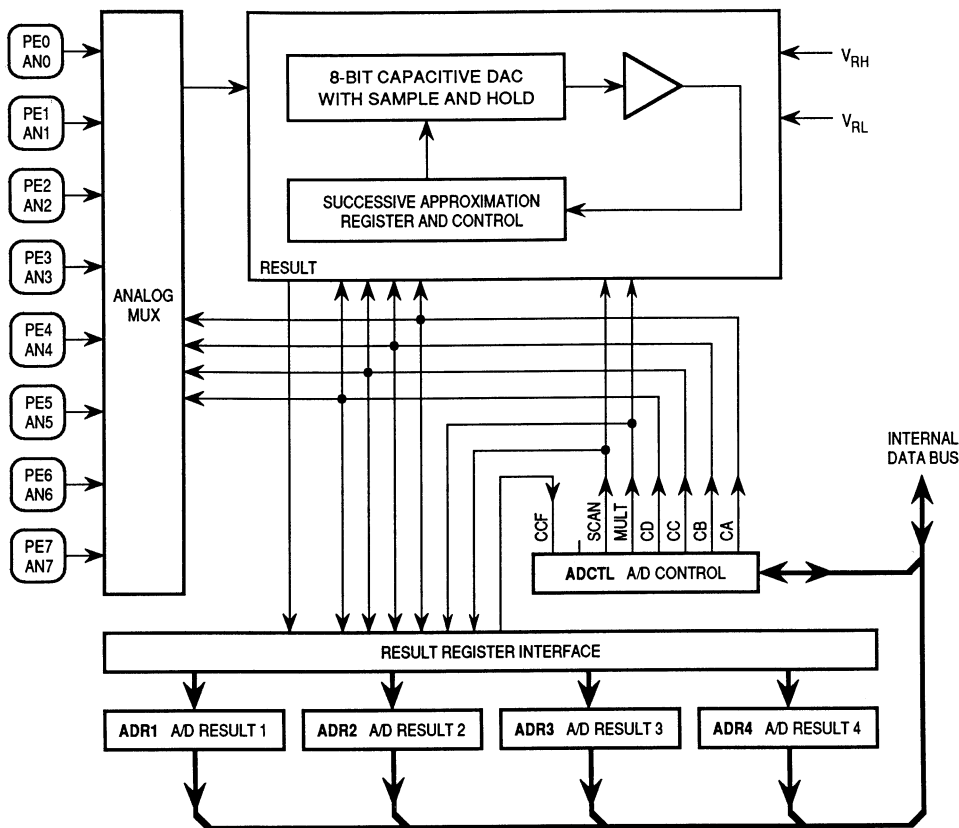 PE0
AN0
PE1
AN1
PE2
AN2
PE3
AN3
PE4
AN4
PE5
AN5
PE6
AN6
PE7
AN7
ANALOG
MUX
8-BIT CAPACITIVE DAC
WITH SAMPLE AND HOLD
SUCCESSIVE APPROXIMATION
REGISTER AND CONTROL
RESULT
VRH
VRL
INTERNAL
DATA BUS
CCF
SCAN
MULT
CD
CC
CB
CA
ADCTL A/D CONTROL
RESULT REGISTER INTERFACE
ADR1 A/D RESULT 1
ADR2 A/D RESULT 2
ADR3 A/D RESULT 3
ADR4 A/D RESULT 4